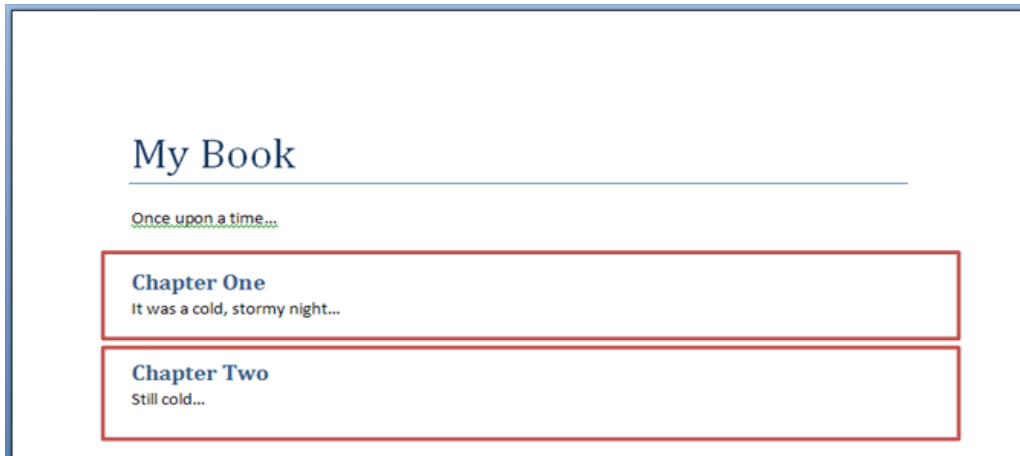 My Book
Once upon a time...
Chapter One
It was a cold, stormy night...
Chapter Two
Still cold...